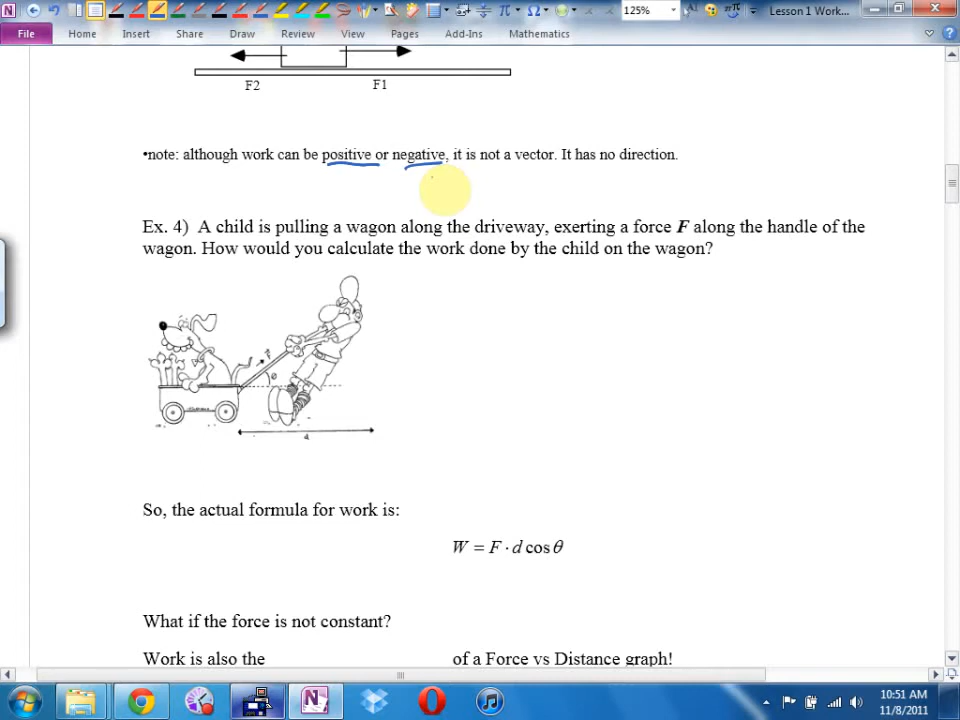 125%
Lesson 1 Work...
File Home Insert Share Draw Review View Pages Add-Ins Mathematics
F2 F1
•note: although work can be positive or negative, it is not a vector. It has no direction.
Ex. 4) A child is pulling a wagon along the driveway, exerting a force F along the handle of the
wagon. How would you calculate the work done by the child on the wagon?
F
θ
d
So, the actual formula for work is:
W = F · d cos θ
What if the force is not constant?
Work is also the of a Force vs Distance graph!
10:51 AM
11/8/2011